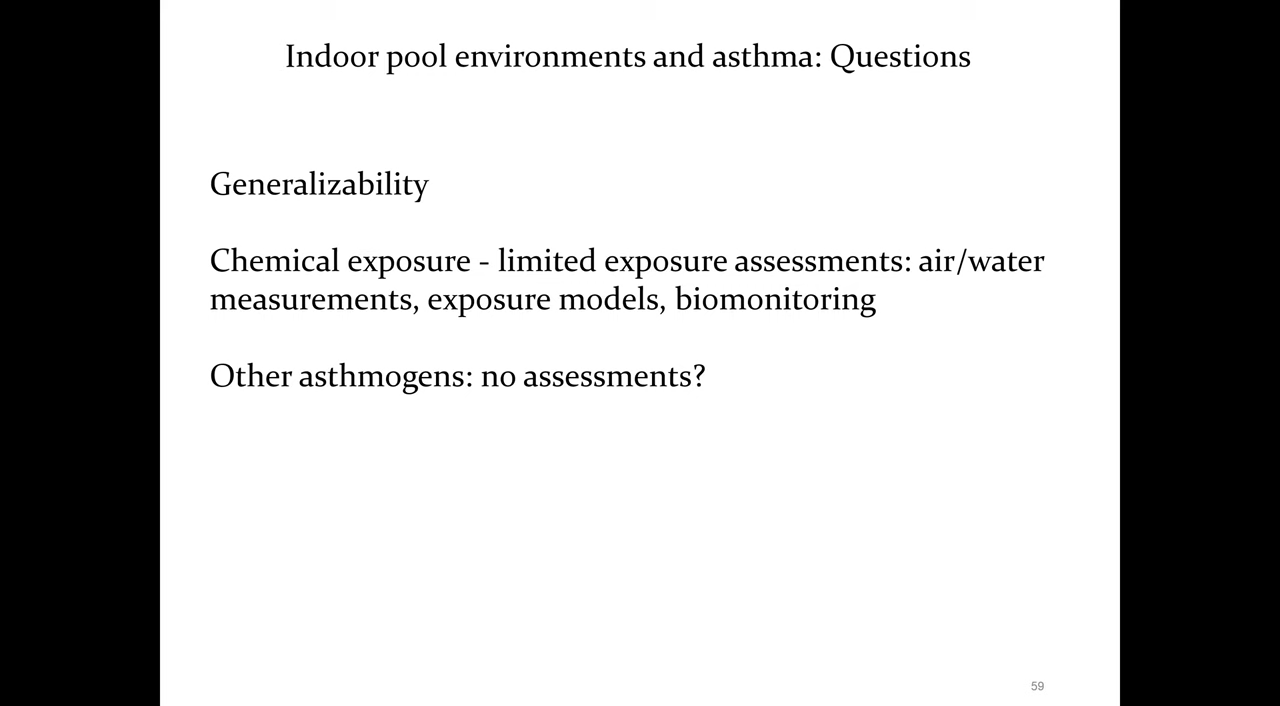 Indoor pool environments and asthma: Questions
Generalizability
Chemical exposure - limited exposure assessments: air/water
measurements, exposure models, biomonitoring
Other asthmogens: no assessments?
59